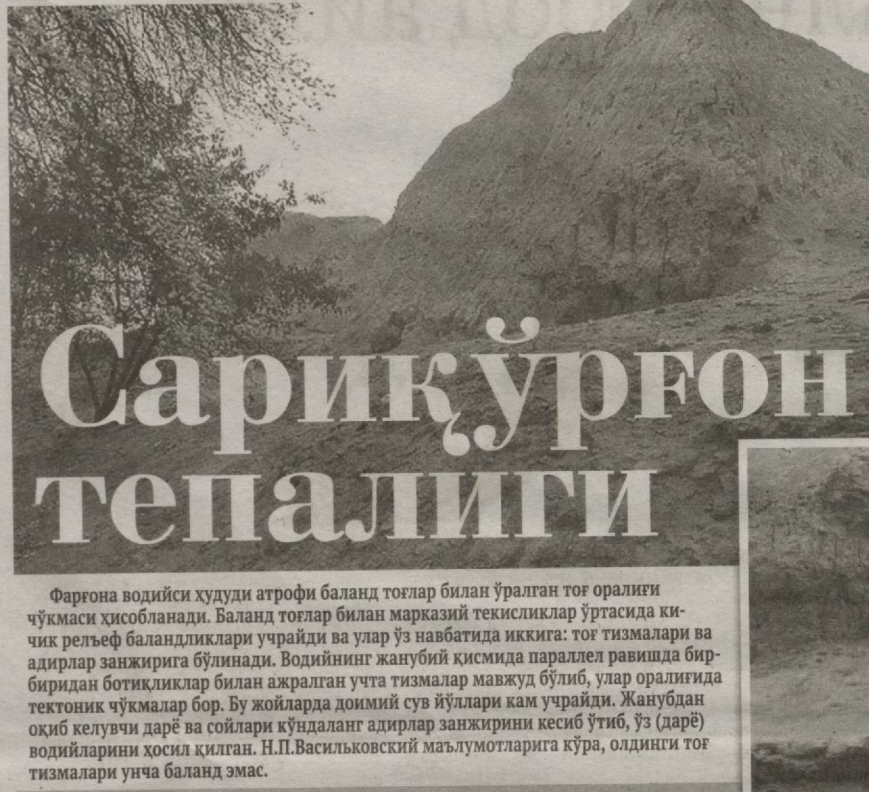 Сариқўрғон
тепалиги
Фарғона водийси ҳудуди атрофи баланд тоғлар билан ўралган тоғ оралиғи
чўкмаси ҳисобланади. Баланд тоғлар билан марказий текисликлар ўртасида ки-
чик релъеф баландликлари учрайди ва улар ўз навбатида иккига: тоғ тизмалари ва
адирлар занжирига бўлинади. Водийнинг жанубий қисмида параллел равишда бир-
биридан ботиқликлар билан ажралган учта тизмалар мавжуд бўлиб, улар оралиғида
тектоник чўкмалар бор. Бу жойларда доимий сув йўллари кам учрайди. Жанубдан
оқиб келувчи дарё ва сойлари кўндаланг адирлар занжирини кесиб ўтиб, ўз (дарё)
водийларини ҳосил қилган. Н.П.Васильковский маълумотларига кўра, олдинги тоғ
тизмалари унча баланд эмас.